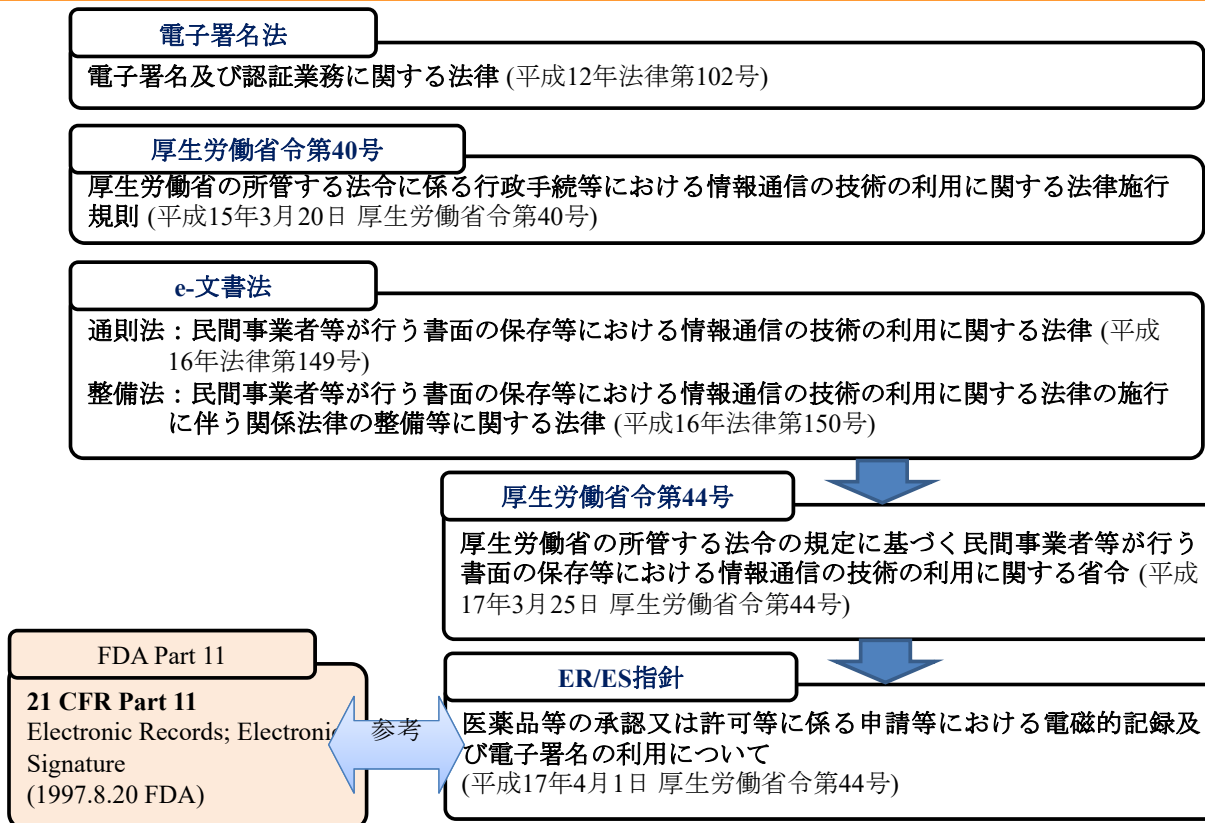 電子署名法
電子署名及び認証業務に関する法律 (平成12年法律第102号)
厚生労働省令第40号
厚生労働省の所管する法令に係る行政手続等における情報通信の技術の利用に関する法律施行
規則 (平成15年3月20日 厚生労働省令第40号)
e-文書法
通則法：民間事業者等が行う書面の保存等における情報通信の技術の利用に関する法律 (平成
16年法律第149号)
整備法：民間事業者等が行う書面の保存等における情報通信の技術の利用に関する法律の施行
に伴う関係法律の整備等に関する法律 (平成16年法律第150号)
厚生労働省令第44号
厚生労働省の所管する法令の規定に基づく民間事業者等が行う
書面の保存等における情報通信の技術の利用に関する省令 (平成
17年3月25日 厚生労働省令第44号)
FDA Part 11
21 CFR Part 11
Electronic Records; Electronic
Signature
(1997.8.20 FDA)
参考
ER/ES指針
医薬品等の承認又は許可等に係る申請等における電磁的記録及
び電子署名の利用について
(平成17年4月1日 厚生労働省令第44号)